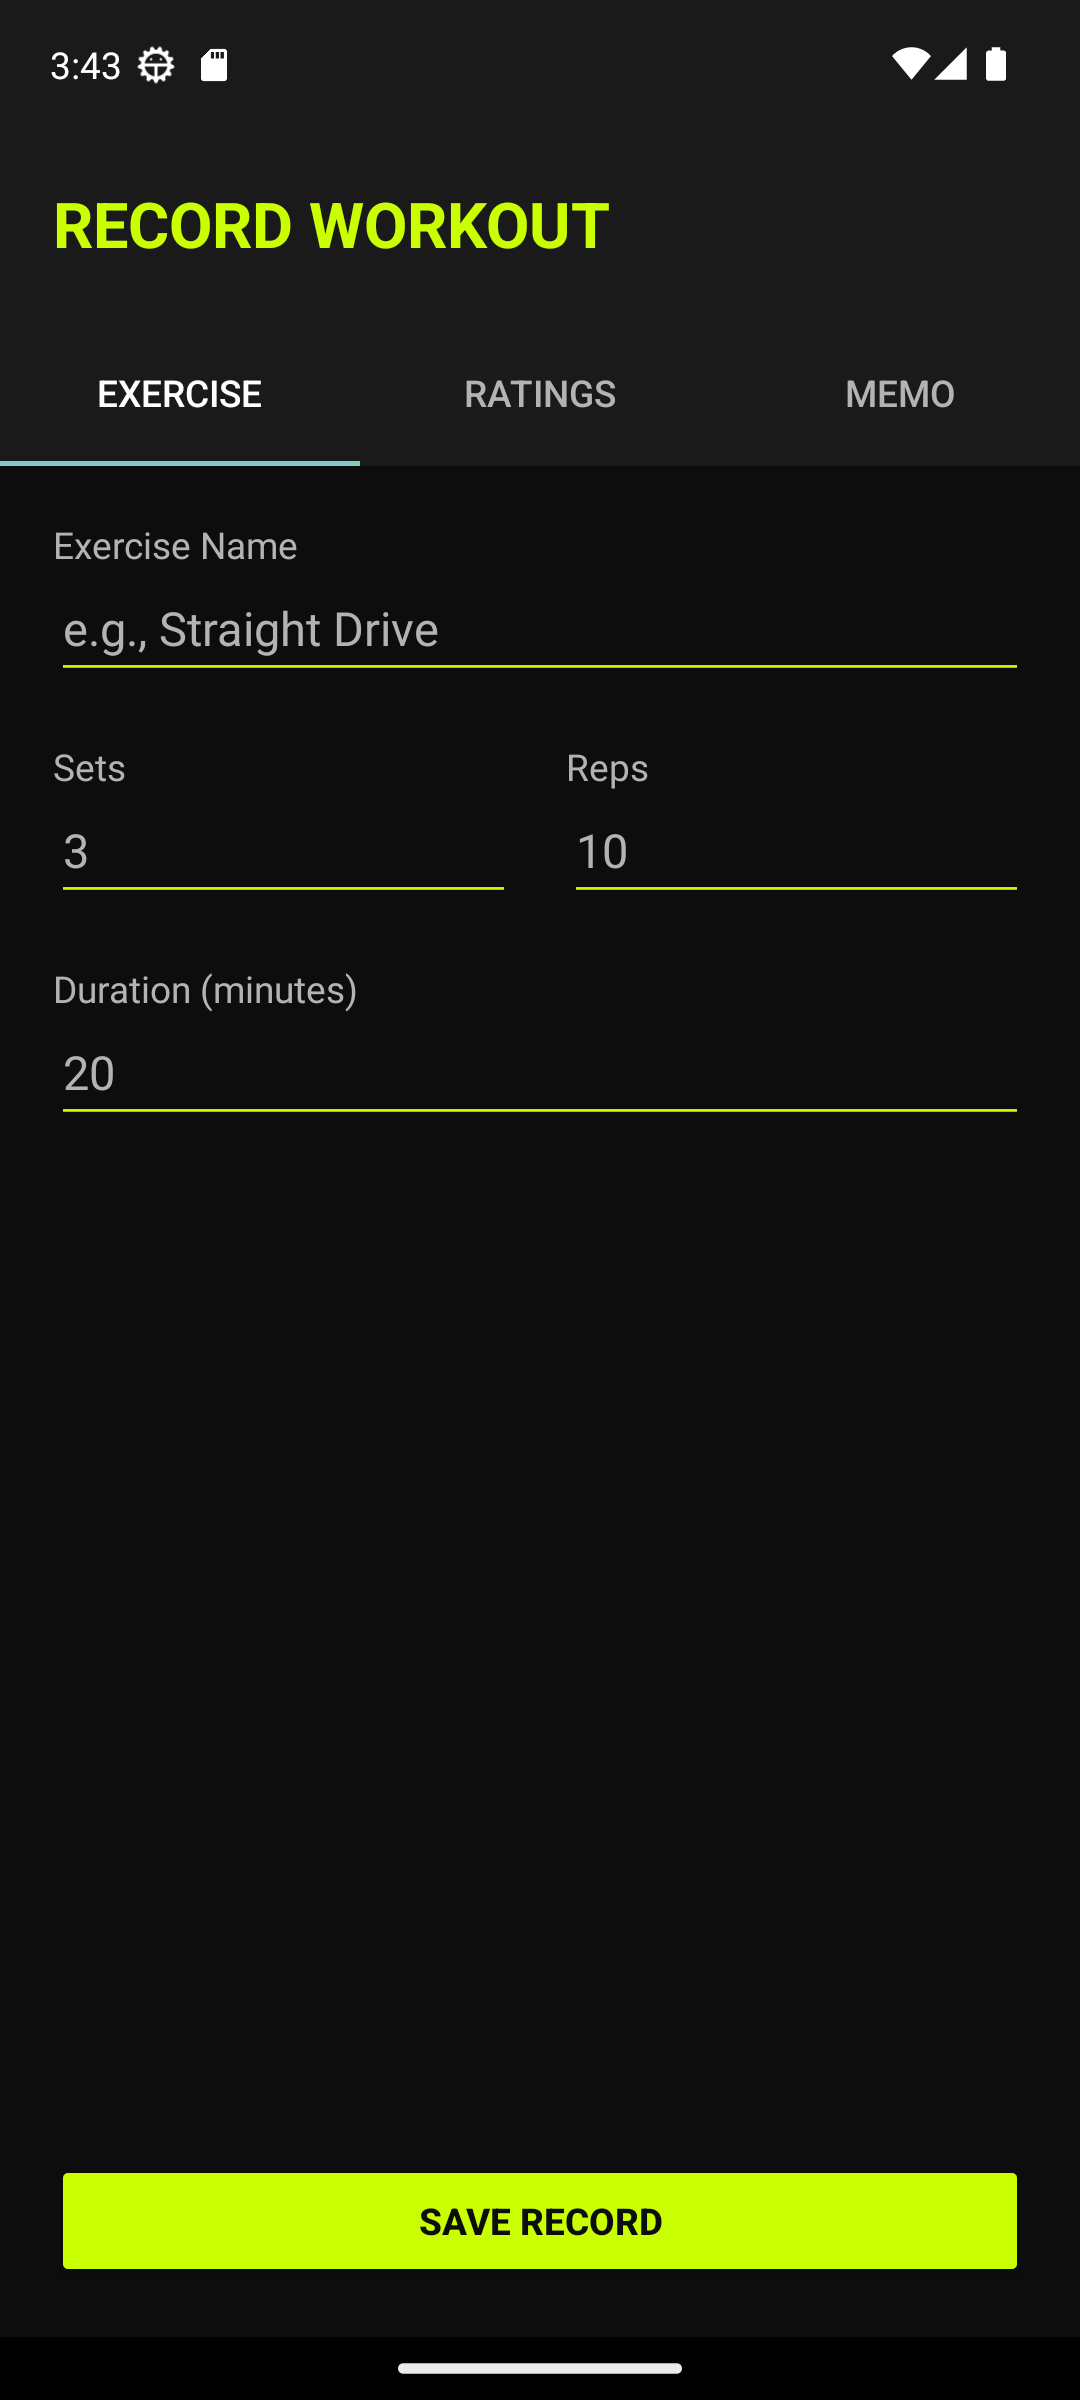 3:43
RECORD WORKOUT
EXERCISE RATINGS MEMO
Exercise Name
e.g., Straight Drive
Sets Reps
3 10
Duration (minutes)
20
SAVE RECORD